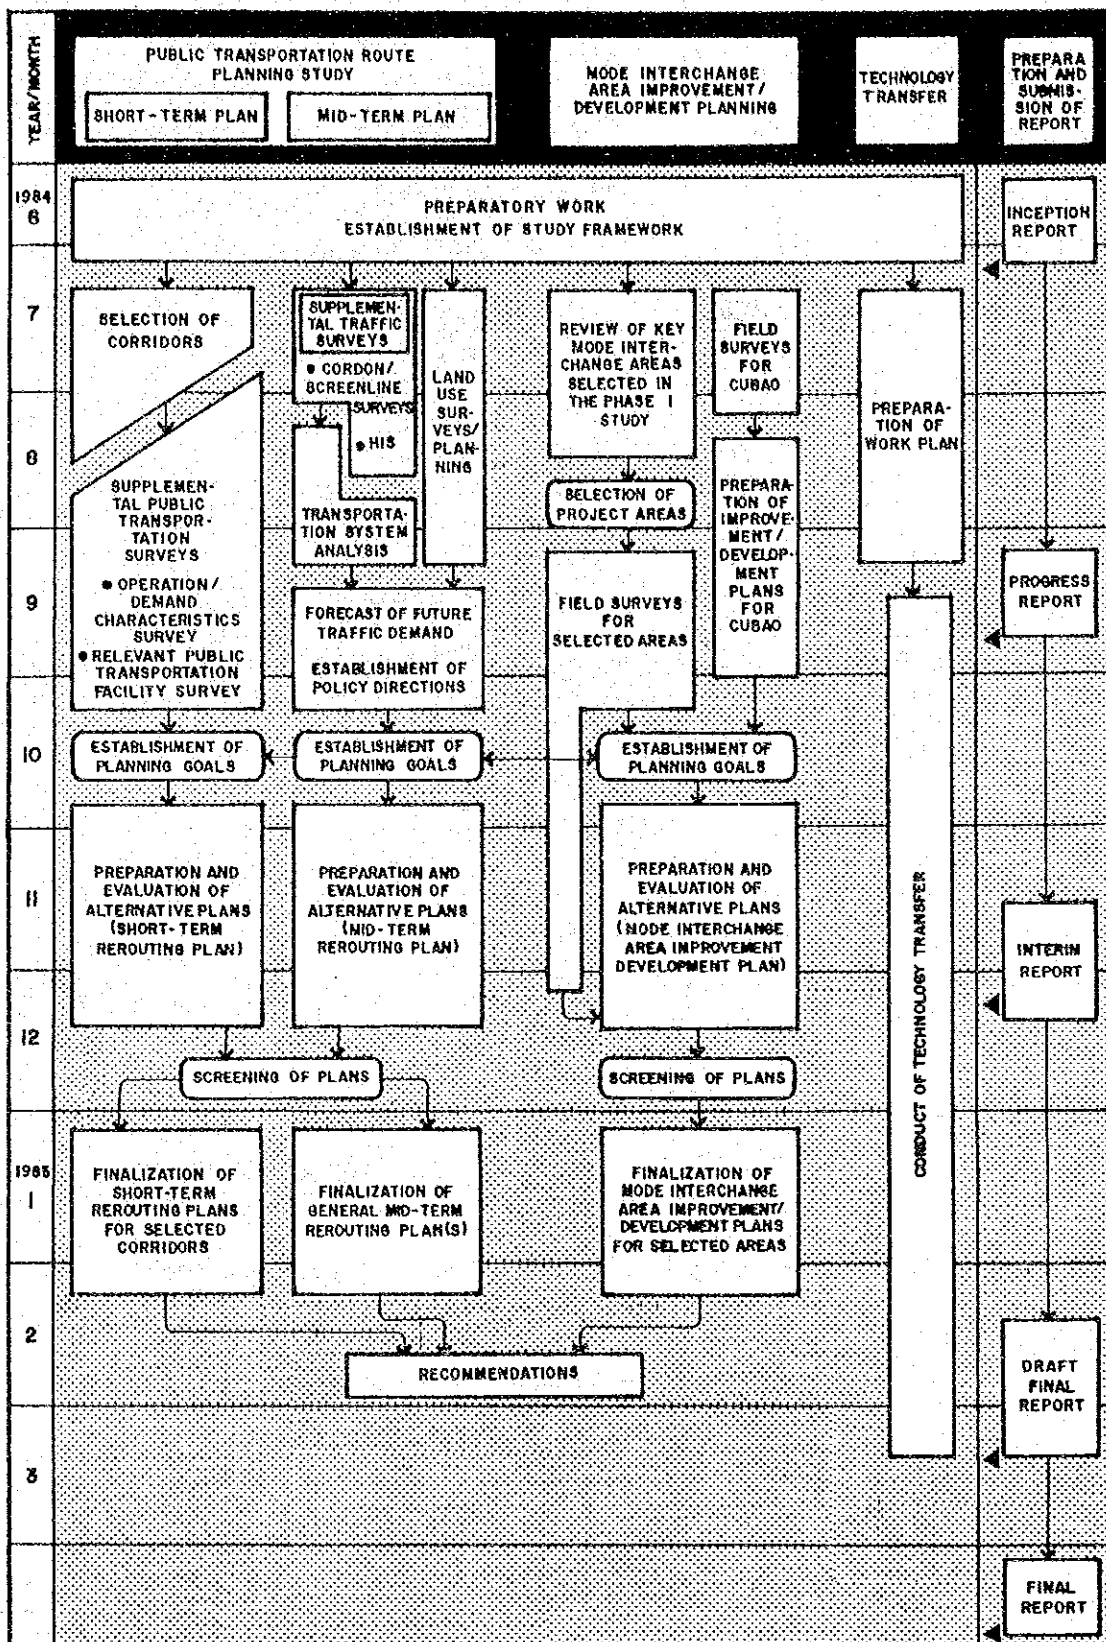 YEAR/MONTH
PUBLIC TRANSPORTATION ROUTE
PLANNING STUDY
SHORT-TERM PLAN
MID-TERM PLAN
MODE INTERCHANGE
AREA IMPROVEMENT/
DEVELOPMENT PLANNING
TECHNOLOGY
TRANSFER
PREPARA
TION AND
SUBMIS-
SION OF
REPORT
1984
6
PREPARATORY WORK
ESTABLISHMENT OF STUDY FRAMEWORK
INCEPTION
REPORT
7
SELECTION OF
CORRIDORS
SUPPLEMEN-
TAL TRAFFIC
SURVEYS
● CORDON/
SCREENLINE
SURVEYS
● HIS
LAND
USE
SUR-
VEYS/
PLAN-
NING
REVIEW OF KEY
MODE INTER-
CHANGE AREAS
SELECTED IN
THE PHASE I
STUDY
FIELD
SURVEYS
FOR
CUBAO
PREPARA-
TION OF
WORK PLAN
8
SUPPLEMEN-
TAL PUBLIC
TRANSPOR-
TATION
SURVEYS
● OPERATION/
DEMAND
CHARACTERISTICS
SURVEY
● RELEVANT PUBLIC
TRANSPORTATION
FACILITY SURVEY
TRANSPORTA-
TION SYSTEM
ANALYSIS
SELECTION OF
PROJECT AREAS
PREPARA-
TION OF
IMPROVE-
MENT/
DEVELOP-
MENT
PLANS
FOR
CUBAO
9
FORECAST OF FUTURE
TRAFFIC DEMAND
ESTABLISHMENT OF
POLICY DIRECTIONS
FIELD SURVEYS
FOR
SELECTED AREAS
PROGRESS
REPORT
10
ESTABLISHMENT OF
PLANNING GOALS
ESTABLISHMENT OF
PLANNING GOALS
ESTABLISHMENT OF
PLANNING GOALS
11
PREPARATION AND
EVALUATION OF
ALTERNATIVE PLANS
(SHORT-TERM
REROUTING PLAN)
PREPARATION AND
EVALUATION OF
ALTERNATIVE PLANS
(MID-TERM
REROUTING PLAN)
PREPARATION AND
EVALUATION OF
ALTERNATIVE PLANS
(MODE INTERCHANGE
AREA IMPROVEMENT
DEVELOPMENT PLAN)
CONDUCT OF TECHNOLOGY TRANSFER
INTERIM
REPORT
12
SCREENING OF PLANS
SCREENING OF PLANS
1985
1
FINALIZATION OF
SHORT-TERM
REROUTING PLANS
FOR SELECTED
CORRIDORS
FINALIZATION OF
GENERAL MID-TERM
REROUTING PLAN(S)
FINALIZATION OF
MODE INTERCHANGE
AREA IMPROVEMENT/
DEVELOPMENT PLANS
FOR SELECTED AREAS
2
RECOMMENDATIONS
DRAFT
FINAL
REPORT
3
FINAL
REPORT